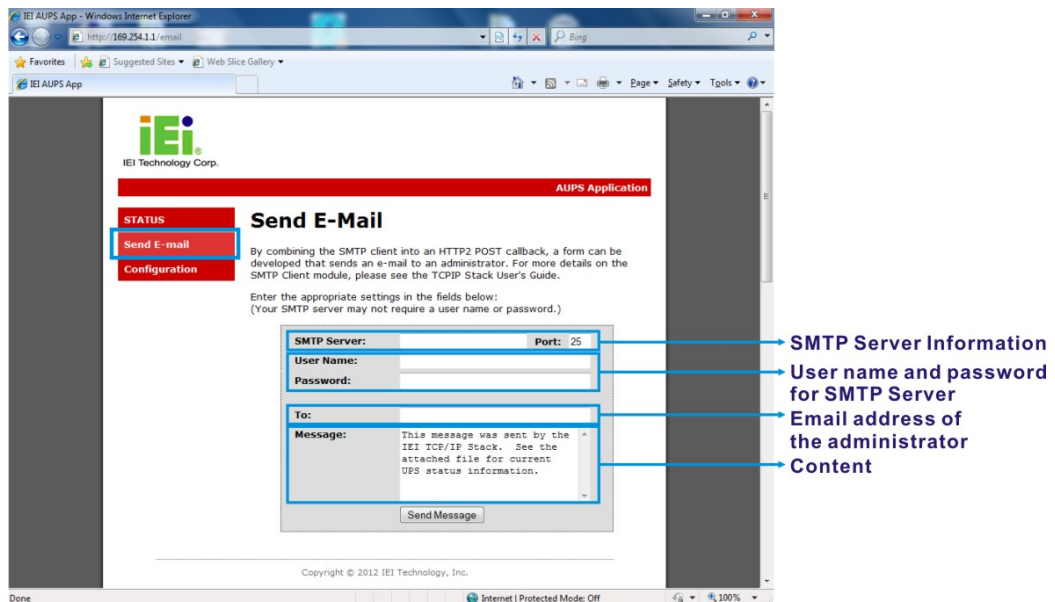 IEI AUPS App - Windows Internet Explorer
http://169.254.1.1/email
Bing
Favorites
Suggested Sites
Web Slice Gallery
IEI AUPS App
Page
Safety
Tools
iEi®
IEI Technology Corp.
AUPS Application
STATUS
Send E-mail
Configuration
Send E-Mail
By combining the SMTP client into an HTTP2 POST callback, a form can be
developed that sends an e-mail to an administrator. For more details on the
SMTP Client module, please see the TCPIP Stack User's Guide.
Enter the appropriate settings in the fields below:
(Your SMTP server may not require a user name or password.)
SMTP Server: Port: 25
User Name:
Password:
To:
Message: This message was sent by the
IEI TCP/IP Stack. See the
attached file for current
UPS status information.
Send Message
SMTP Server Information
User name and password
for SMTP Server
Email address of
the administrator
Content
Copyright © 2012 IEI Technology, Inc.
Done
Internet | Protected Mode: Off
100%